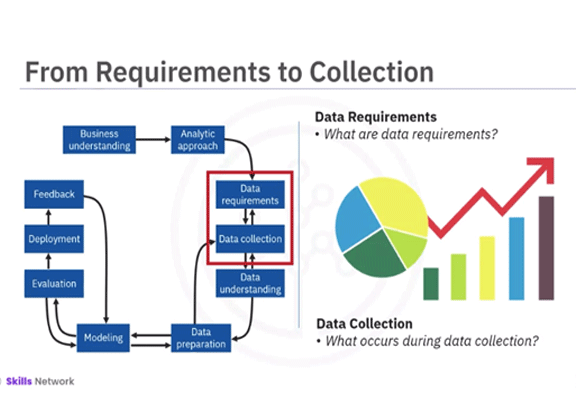 From Requirements to Collection
Business
understanding
Analytic
approach
Data
requirements
Data collection
Data
understanding
Data
preparation
Modeling
Evaluation
Deployment
Feedback
Data Requirements
• What are data requirements?
Data Collection
• What occurs during data collection?
Skills Network